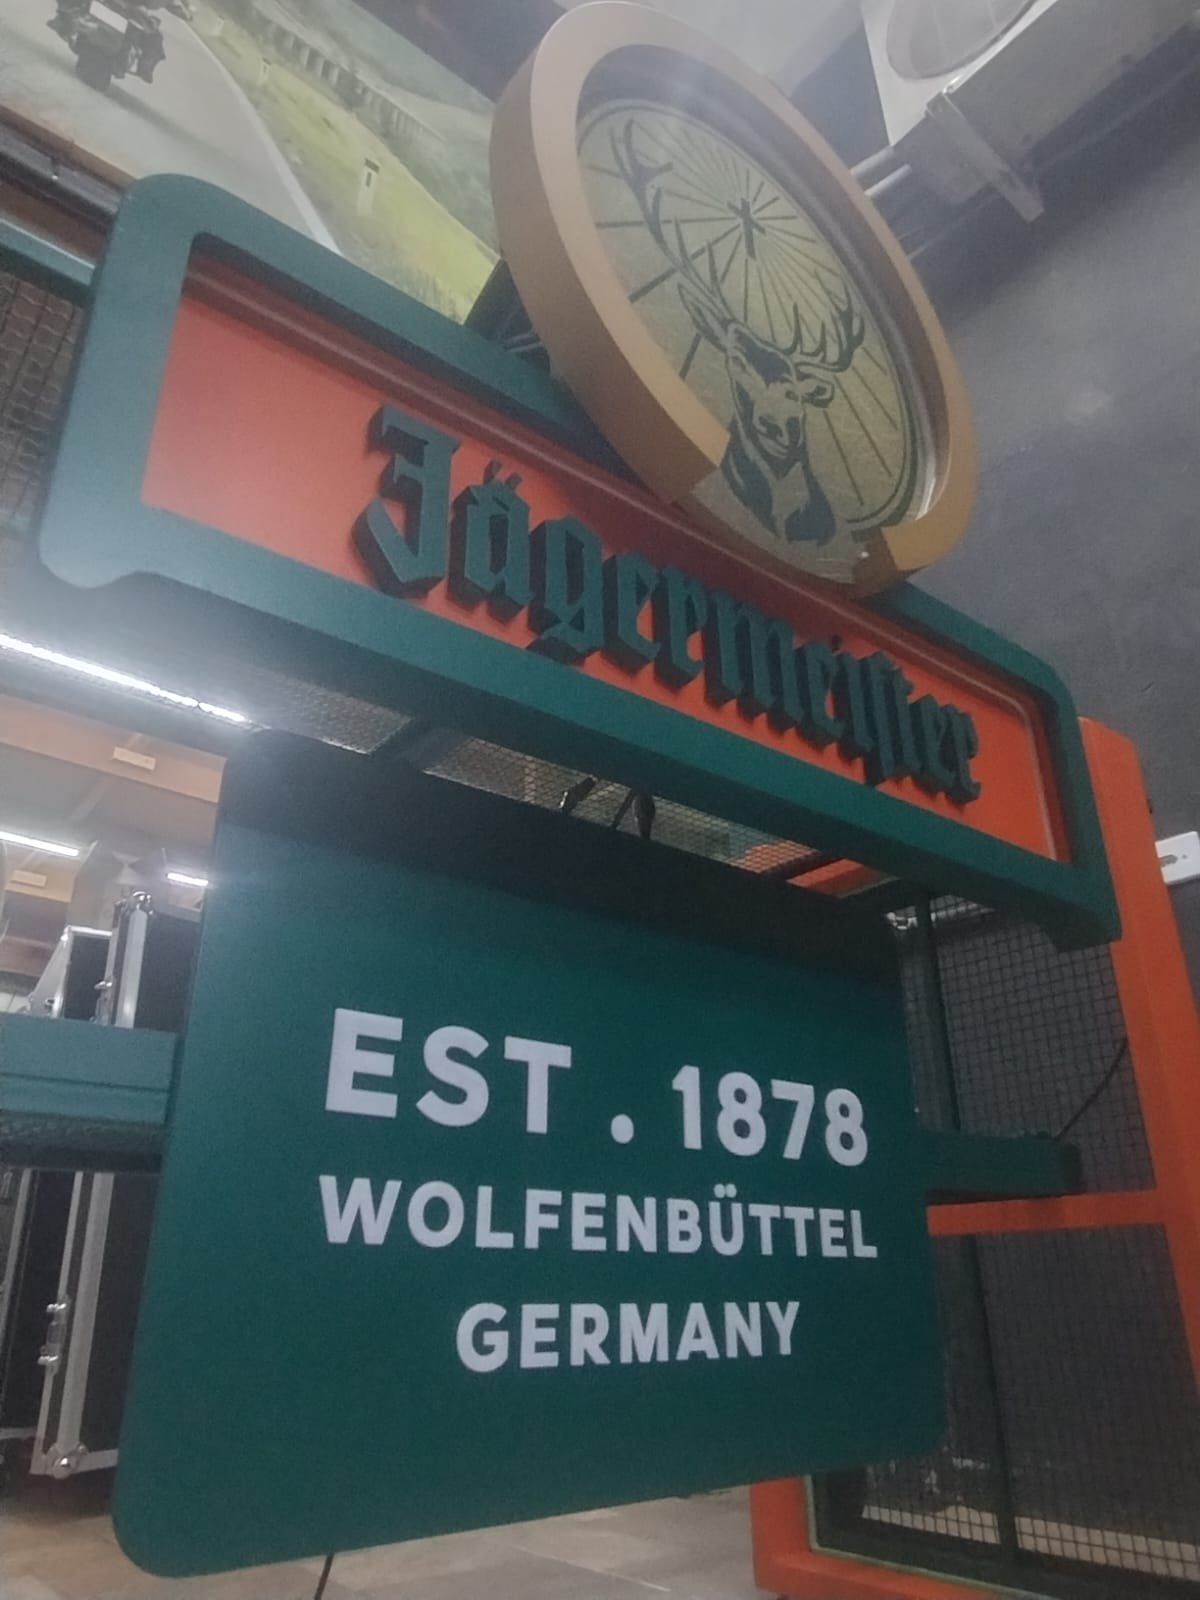 Jägermeister
EST. 1878
WOLFENBÜTTEL
GERMANY